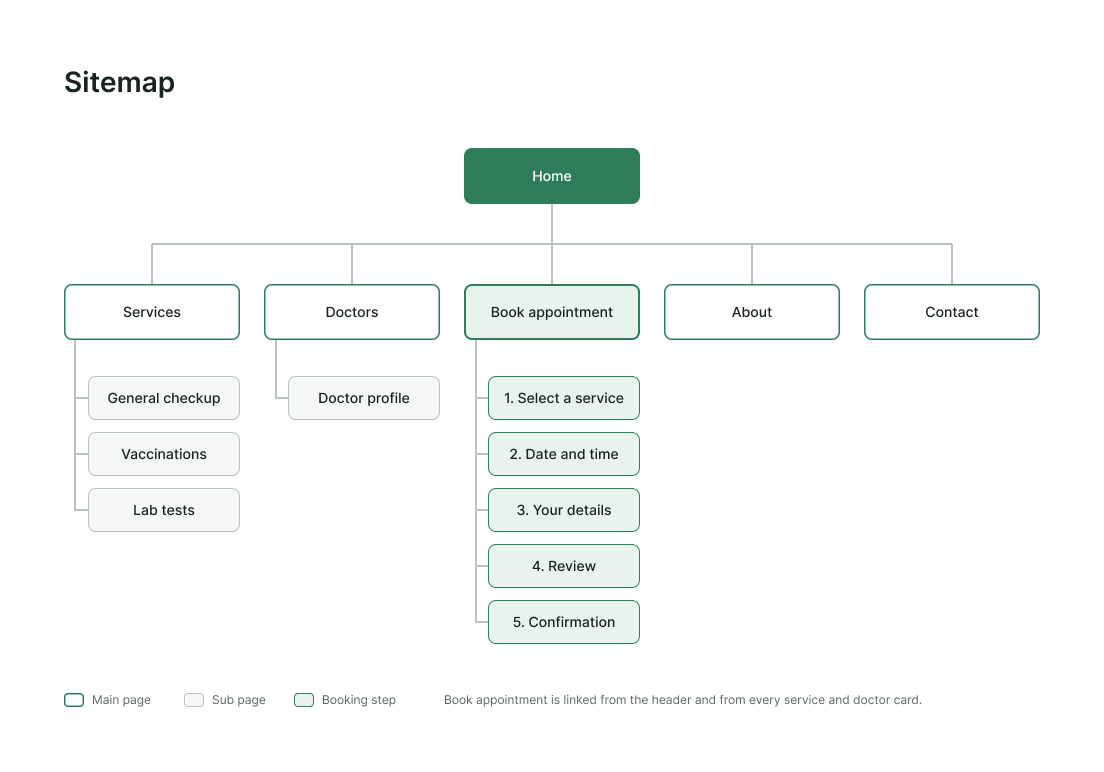 Sitemap
Home
Services
Doctors
Book appointment
About
Contact
General checkup
Doctor profile
1. Select a service
Vaccinations
2. Date and time
Lab tests
3. Your details
4. Review
5. Confirmation
Main page
Sub page
Booking step
Book appointment is linked from the header and from every service and doctor card.